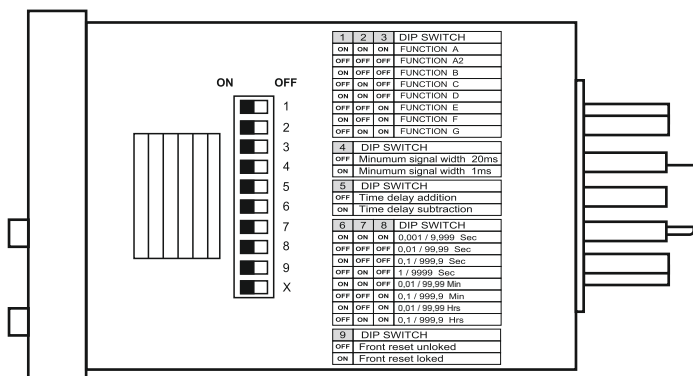 ON OFF
1
2
3
4
5
6
7
8
9
X
1 2 3 DIP SWITCH
ON ON ON FUNCTION A
OFF OFF OFF FUNCTION A2
ON OFF OFF FUNCTION B
OFF ON OFF FUNCTION C
ON ON OFF FUNCTION D
OFF OFF ON FUNCTION E
ON OFF ON FUNCTION F
OFF ON ON FUNCTION G
4 DIP SWITCH
OFF Minumum signal width 20ms
ON Minumum signal width 1ms
5 DIP SWITCH
OFF Time delay addition
ON Time delay subtraction
6 7 8 DIP SWITCH
ON ON ON 0,001 / 9,999 Sec
OFF OFF OFF 0,01 / 99,99 Sec
ON OFF OFF 0,1 / 999,9 Sec
OFF ON OFF 1 / 9999 Sec
ON ON OFF 0,01 / 99,99 Min
OFF OFF ON 0,1 / 999,9 Min
ON OFF ON 0,01 / 99,99 Hrs
OFF ON ON 0,1 / 999,9 Hrs
9 DIP SWITCH
OFF Front reset unloked
ON Front reset loked